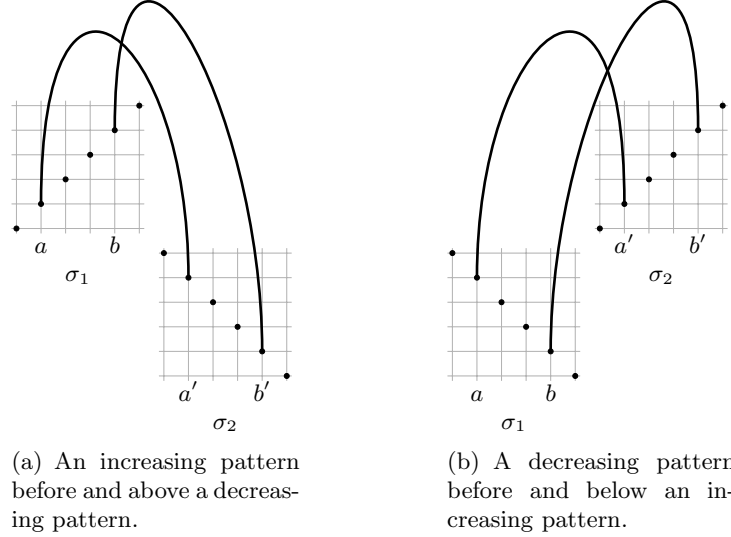 a b
σ₁
a′ b′
σ₂
(a) An increasing pattern
before and above a decreas-
ing pattern.
a′ b′
σ₂
a b
σ₁
(b) A decreasing pattern
before and below an in-
creasing pattern.